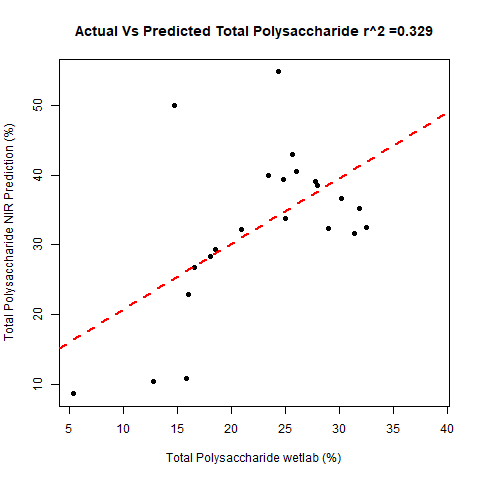 Actual Vs Predicted Total Polysaccharide r^2 =0.329
Total Polysaccharide NIR Prediction (%)
50
40
30
20
10
5 10 15 20 25 30 35 40
Total Polysaccharide wetlab (%)